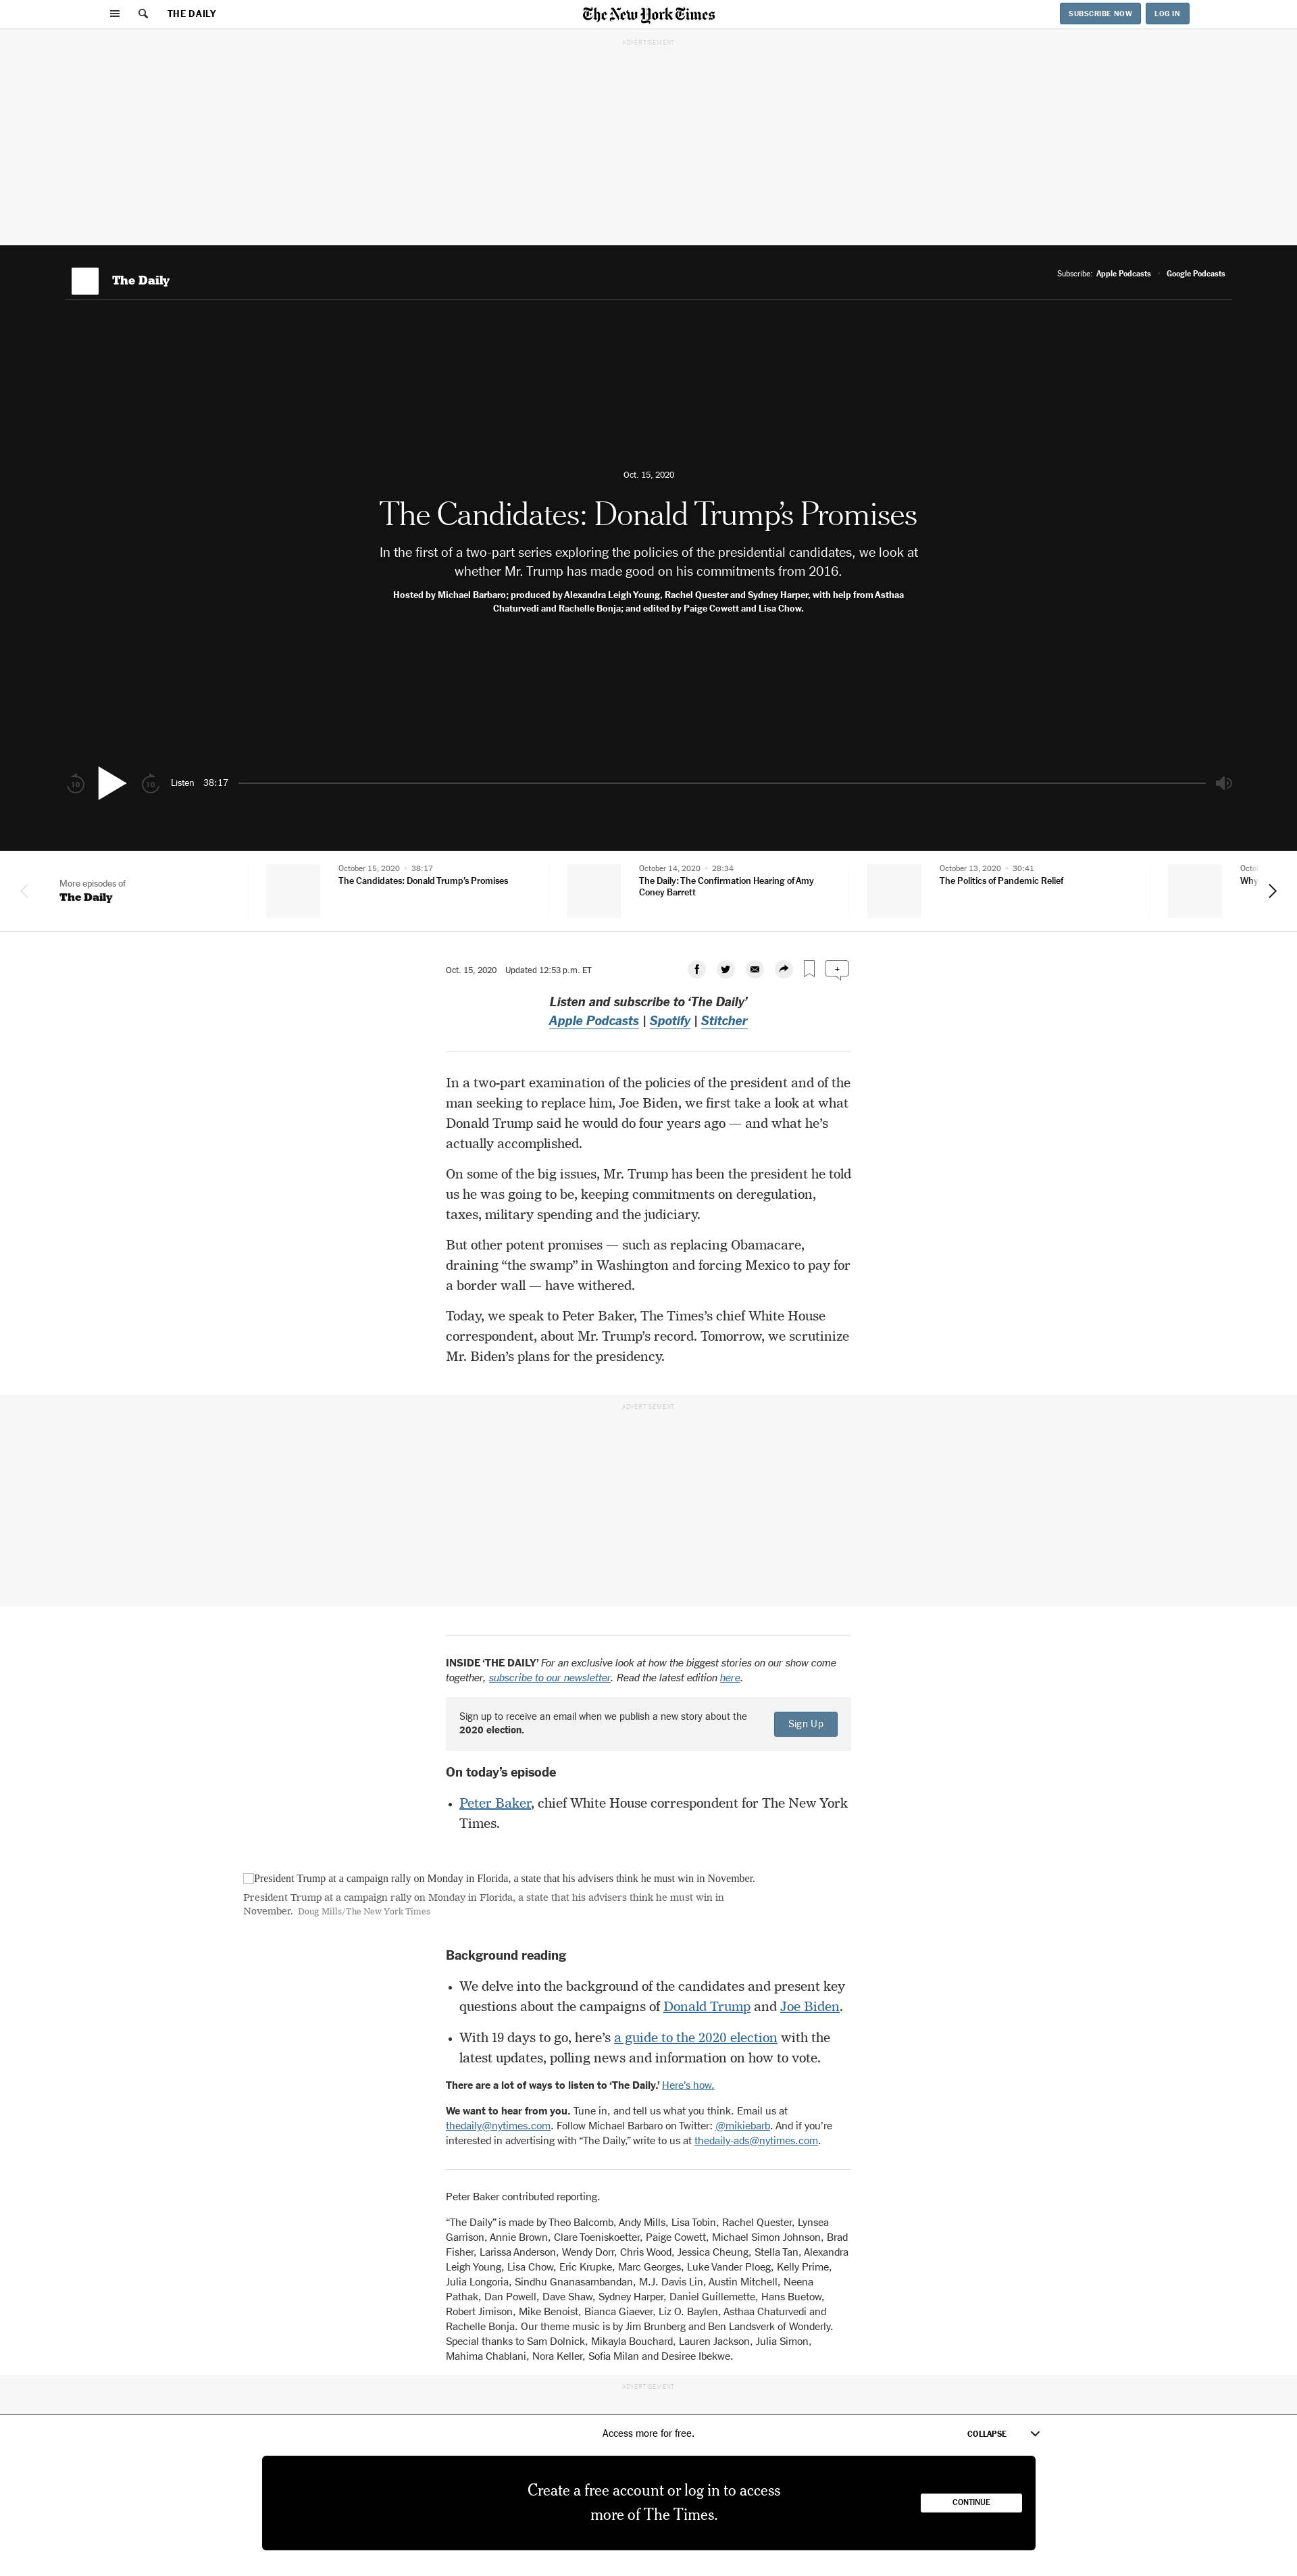 THE DAILY
The New York Times
SUBSCRIBE NOW
LOG IN
ADVERTISEMENT
The Daily
Subscribe: Apple Podcasts • Google Podcasts
Oct. 15, 2020
The Candidates: Donald Trump’s Promises
In the first of a two-part series exploring the policies of the presidential candidates, we look at
whether Mr. Trump has made good on his commitments from 2016.
Hosted by Michael Barbaro; produced by Alexandra Leigh Young, Rachel Quester and Sydney Harper, with help from Asthaa
Chaturvedi and Rachelle Bonja; and edited by Paige Cowett and Lisa Chow.
10
10
Listen 38:17
More episodes of
The Daily
October 15, 2020 • 38:17
The Candidates: Donald Trump’s Promises
October 14, 2020 • 28:34
The Daily: The Confirmation Hearing of Amy
Coney Barrett
October 13, 2020 • 30:41
The Politics of Pandemic Relief
Octo
Why
Oct. 15, 2020 Updated 12:53 p.m. ET
+
Listen and subscribe to ‘The Daily’
Apple Podcasts | Spotify | Stitcher
In a two-part examination of the policies of the president and of the
man seeking to replace him, Joe Biden, we first take a look at what
Donald Trump said he would do four years ago — and what he’s
actually accomplished.
On some of the big issues, Mr. Trump has been the president he told
us he was going to be, keeping commitments on deregulation,
taxes, military spending and the judiciary.
But other potent promises — such as replacing Obamacare,
draining “the swamp” in Washington and forcing Mexico to pay for
a border wall — have withered.
Today, we speak to Peter Baker, The Times’s chief White House
correspondent, about Mr. Trump’s record. Tomorrow, we scrutinize
Mr. Biden’s plans for the presidency.
ADVERTISEMENT
INSIDE ‘THE DAILY’ For an exclusive look at how the biggest stories on our show come
together, subscribe to our newsletter. Read the latest edition here.
Sign up to receive an email when we publish a new story about the
2020 election.
Sign Up
On today’s episode
• Peter Baker, chief White House correspondent for The New York
Times.
President Trump at a campaign rally on Monday in Florida, a state that his advisers think he must win in November.
President Trump at a campaign rally on Monday in Florida, a state that his advisers think he must win in
November. Doug Mills/The New York Times
Background reading
• We delve into the background of the candidates and present key
questions about the campaigns of Donald Trump and Joe Biden.
• With 19 days to go, here’s a guide to the 2020 election with the
latest updates, polling news and information on how to vote.
There are a lot of ways to listen to ‘The Daily.’ Here’s how.
We want to hear from you. Tune in, and tell us what you think. Email us at
thedaily@nytimes.com. Follow Michael Barbaro on Twitter: @mikiebarb. And if you’re
interested in advertising with “The Daily,” write to us at thedaily-ads@nytimes.com.
Peter Baker contributed reporting.
“The Daily” is made by Theo Balcomb, Andy Mills, Lisa Tobin, Rachel Quester, Lynsea
Garrison, Annie Brown, Clare Toeniskoetter, Paige Cowett, Michael Simon Johnson, Brad
Fisher, Larissa Anderson, Wendy Dorr, Chris Wood, Jessica Cheung, Stella Tan, Alexandra
Leigh Young, Lisa Chow, Eric Krupke, Marc Georges, Luke Vander Ploeg, Kelly Prime,
Julia Longoria, Sindhu Gnanasambandan, M.J. Davis Lin, Austin Mitchell, Neena
Pathak, Dan Powell, Dave Shaw, Sydney Harper, Daniel Guillemette, Hans Buetow,
Robert Jimison, Mike Benoist, Bianca Giaever, Liz O. Baylen, Asthaa Chaturvedi and
Rachelle Bonja. Our theme music is by Jim Brunberg and Ben Landsverk of Wonderly.
Special thanks to Sam Dolnick, Mikayla Bouchard, Lauren Jackson, Julia Simon,
Mahima Chablani, Nora Keller, Sofia Milan and Desiree Ibekwe.
ADVERTISEMENT
Access more for free.
COLLAPSE
Create a free account or log in to access
more of The Times.
CONTINUE